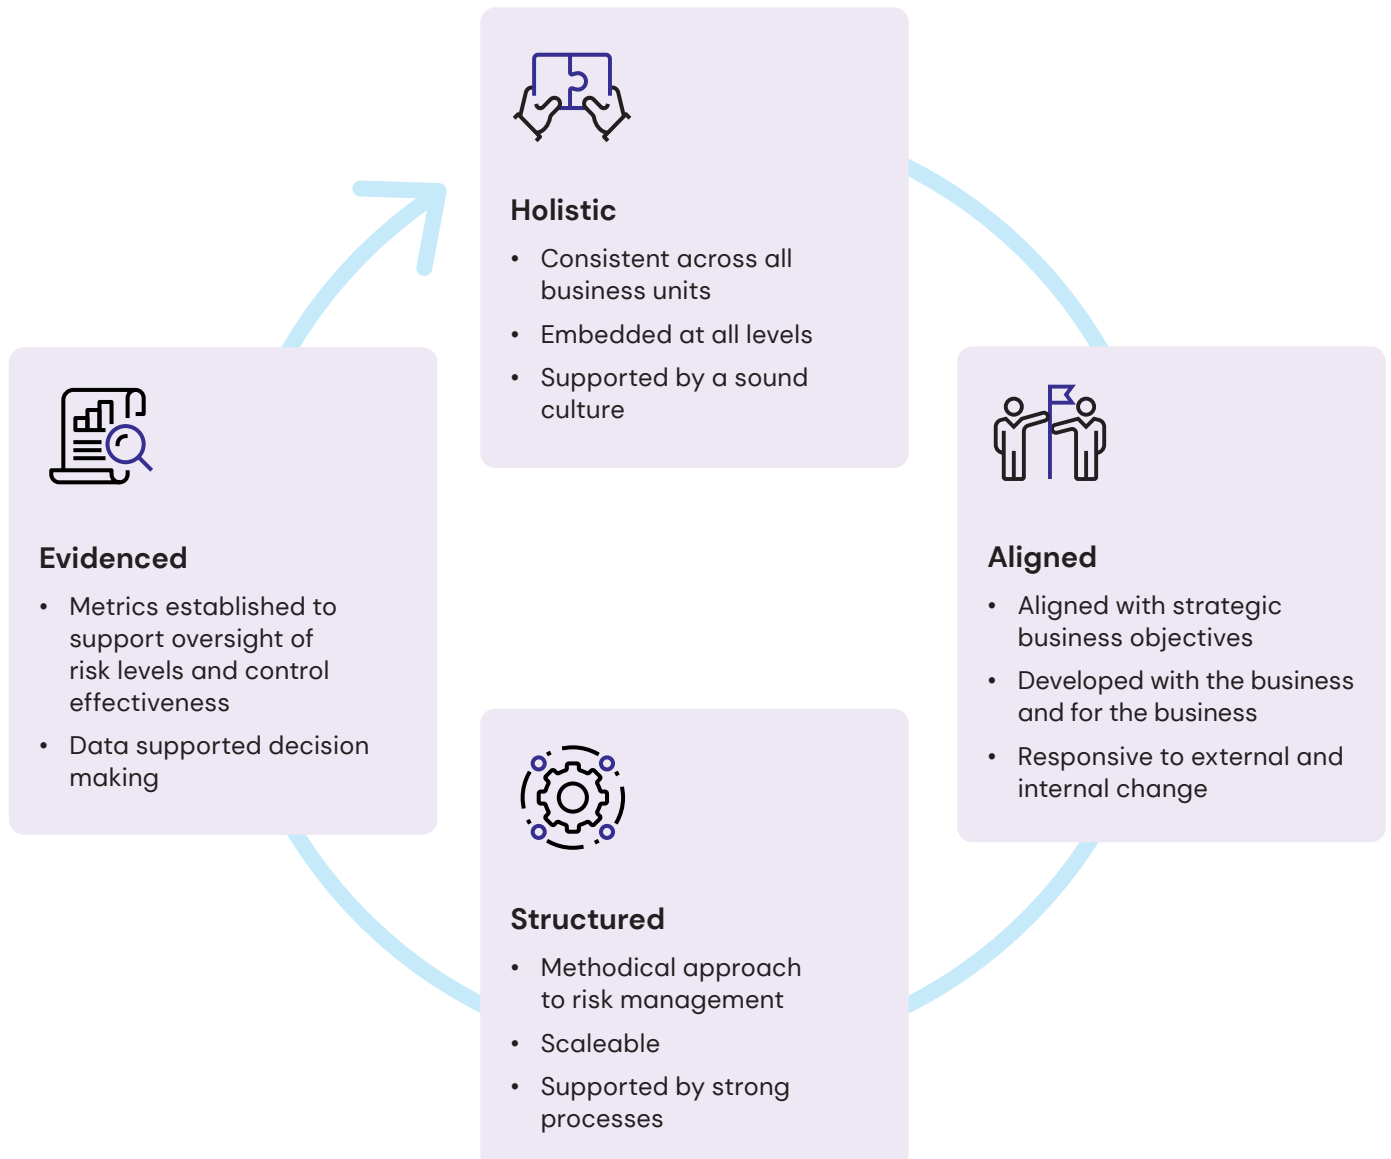 Holistic
• Consistent across all
business units
• Embedded at all levels
• Supported by a sound
culture
Aligned
• Aligned with strategic
business objectives
• Developed with the business
and for the business
• Responsive to external and
internal change
Structured
• Methodical approach
to risk management
• Scaleable
• Supported by strong
processes
Evidenced
• Metrics established to
support oversight of
risk levels and control
effectiveness
• Data supported decision
making